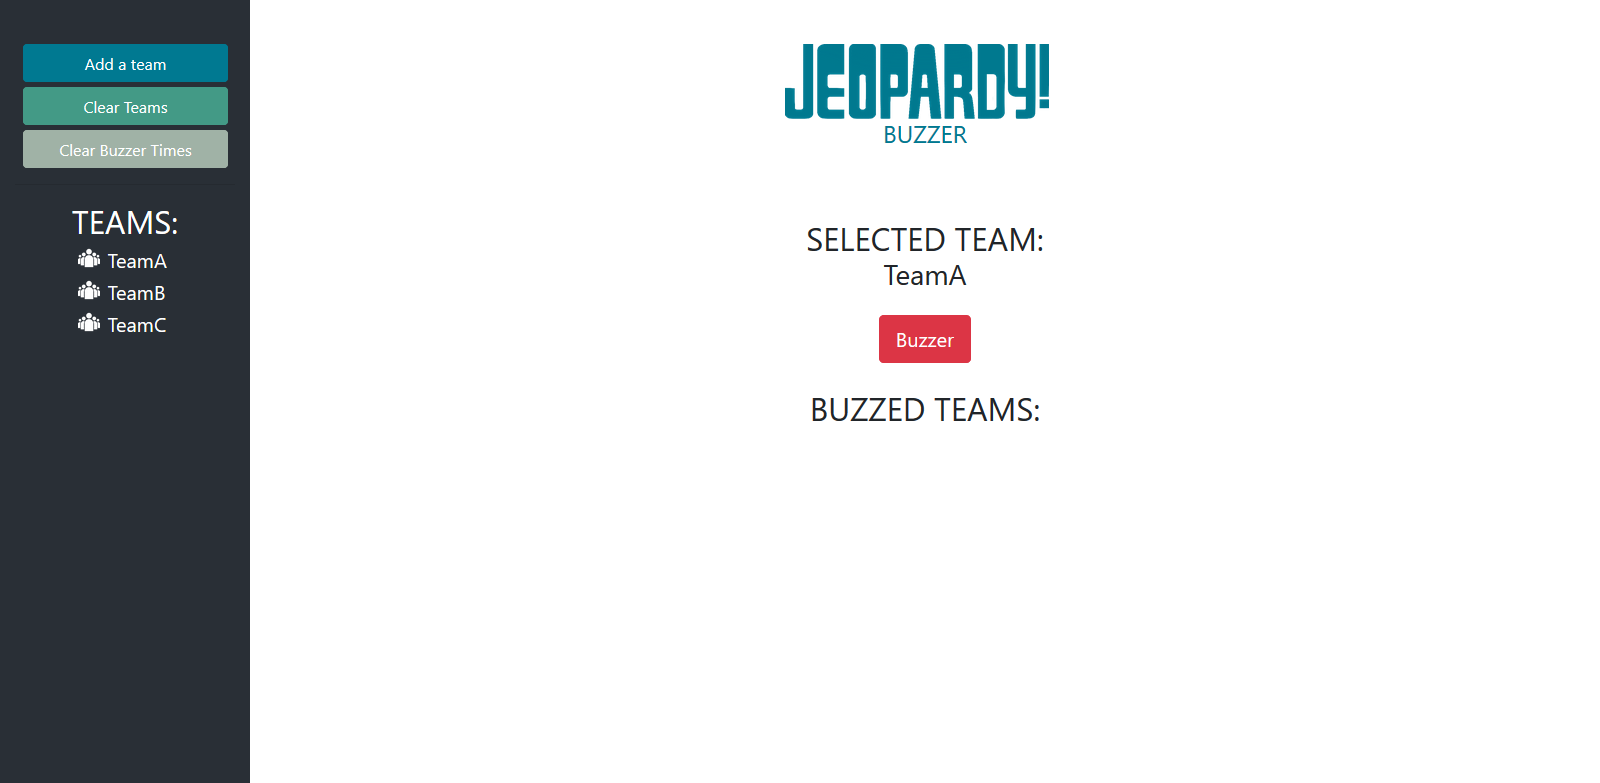 Add a team
Clear Teams
Clear Buzzer Times
TEAMS:
TeamA
TeamB
TeamC
JEOPARDY!
BUZZER
SELECTED TEAM:
TeamA
Buzzer
BUZZED TEAMS: